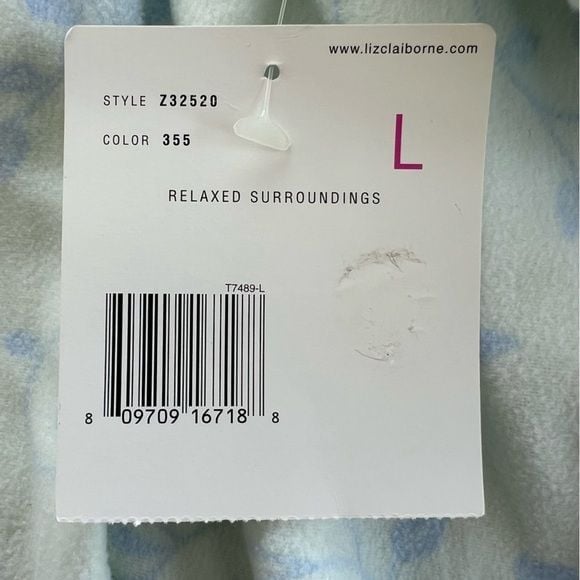 www.lizclaiborne.com
STYLE Z32520
COLOR 355
L
RELAXED SURROUNDINGS
T7489-L
8 09709 16718 8